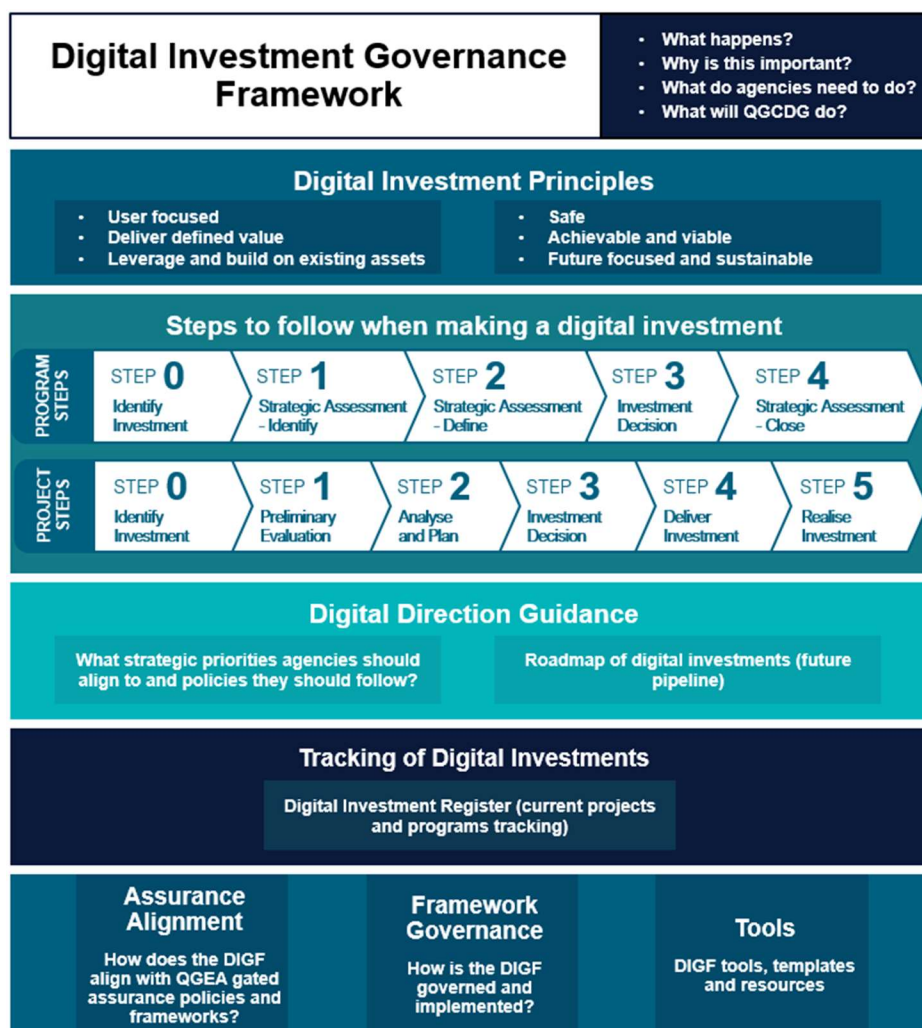 Digital Investment Governance
Framework
• What happens?
• Why is this important?
• What do agencies need to do?
• What will QGCDG do?
Digital Investment Principles
• User focused
• Deliver defined value
• Leverage and build on existing assets
• Safe
• Achievable and viable
• Future focused and sustainable
Steps to follow when making a digital investment
PROGRAM
STEPS
STEP 0
Identify
Investment
STEP 1
Strategic Assessment
- Identify
STEP 2
Strategic Assessment
- Define
STEP 3
Investment
Decision
STEP 4
Strategic Assessment
- Close
PROJECT
STEPS
STEP 0
Identify
Investment
STEP 1
Preliminary
Evaluation
STEP 2
Analyse
and Plan
STEP 3
Investment
Decision
STEP 4
Deliver
Investment
STEP 5
Realise
Investment
Digital Direction Guidance
What strategic priorities agencies should
align to and policies they should follow?
Roadmap of digital investments (future
pipeline)
Tracking of Digital Investments
Digital Investment Register (current projects
and programs tracking)
Assurance
Alignment
How does the DIGF
align with QGEA gated
assurance policies and
frameworks?
Framework
Governance
How is the DIGF
governed and
implemented?
Tools
DIGF tools, templates
and resources